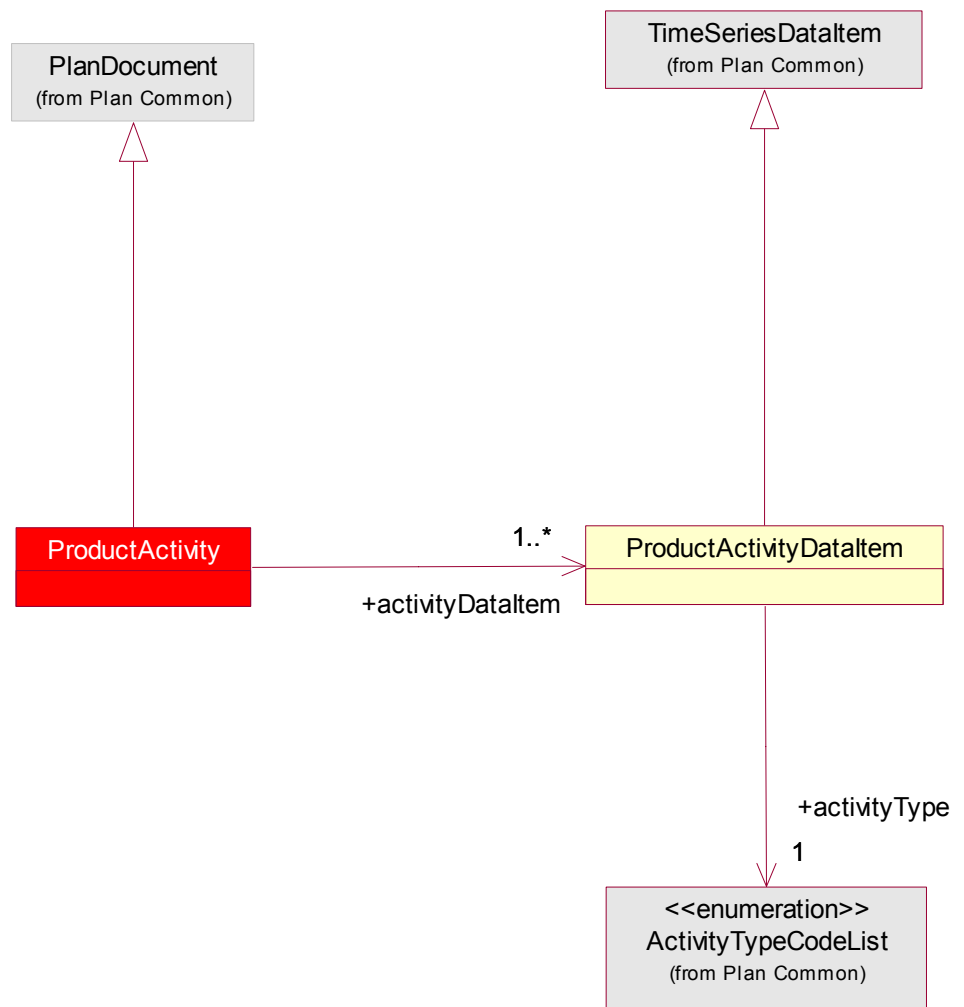 PlanDocument
(from Plan Common)
TimeSeriesDataItem
(from Plan Common)
ProductActivity
1..*
+activityDataItem
ProductActivityDataItem
+activityType
1
<<enumeration>>
ActivityTypeCodeList
(from Plan Common)